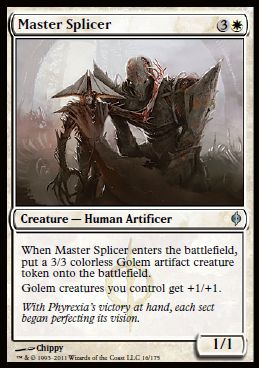 Master Splicer 3
Creature — Human Artificer
When Master Splicer enters the battlefield,
put a 3/3 colorless Golem artifact creature
token onto the battlefield.
Golem creatures you control get +1/+1.
With Phyrexia's victory at hand, each sect
began perfecting its vision.
Chippy
™ & © 1993-2011 Wizards of the Coast LLC 16/175
1/1